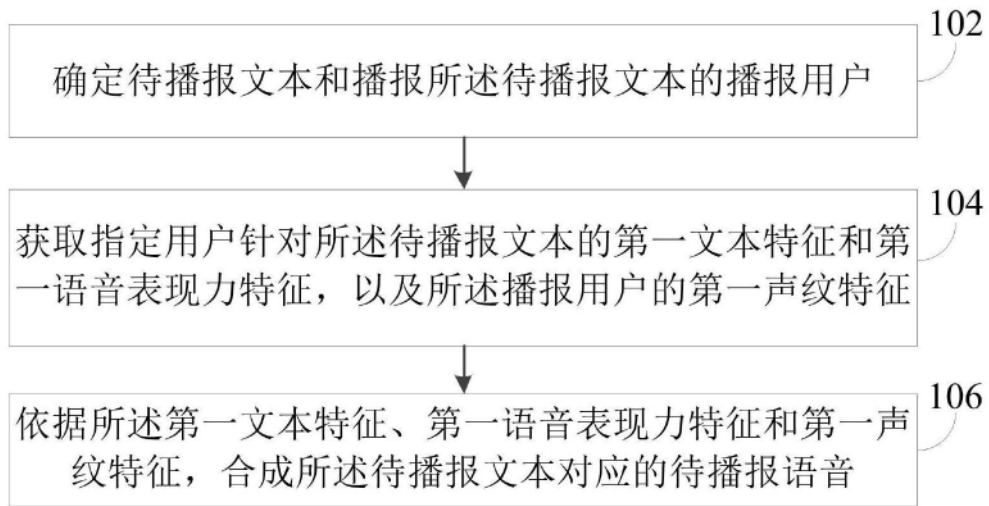 102
确定待播报文本和播报所述待播报文本的播报用户
104
获取指定用户针对所述待播报文本的第一文本特征和第
一语音表现力特征，以及所述播报用户的第一声纹特征
106
依据所述第一文本特征、第一语音表现力特征和第一声
纹特征，合成所述待播报文本对应的待播报语音